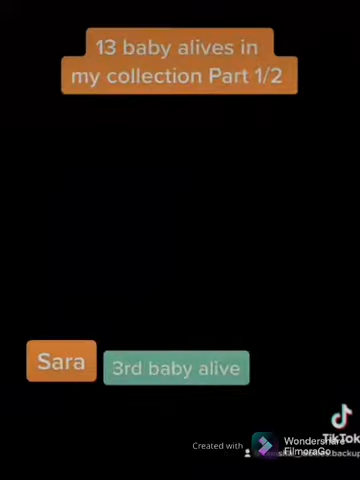 13 baby alives in
my collection Part 1/2
Sara
3rd baby alive
TikTok
Created with
Wondershare
FilmoraGo